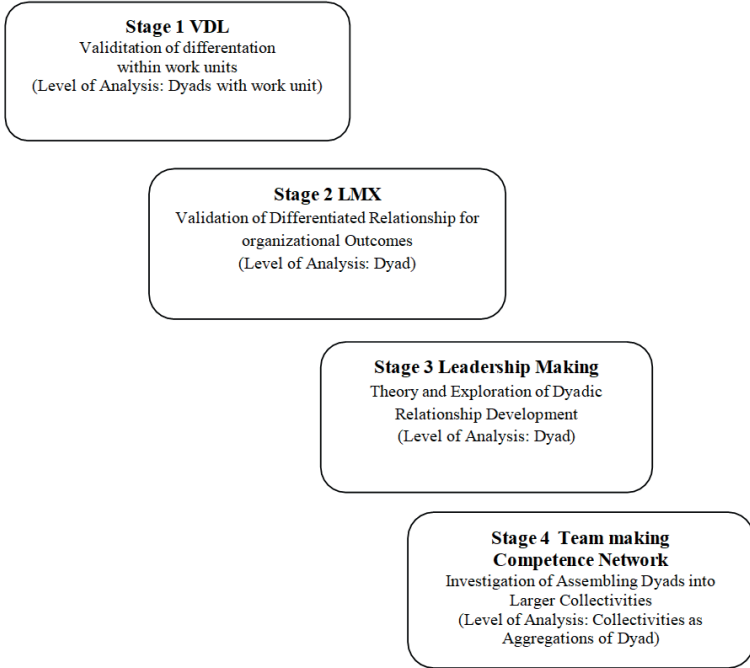 Stage 1 VDL
Validitation of differentation
within work units
(Level of Analysis: Dyads with work unit)
Stage 2 LMX
Validation of Differentiated Relationship for
organizational Outcomes
(Level of Analysis: Dyad)
Stage 3 Leadership Making
Theory and Exploration of Dyadic
Relationship Development
(Level of Analysis: Dyad)
Stage 4 Team making
Competence Network
Investigation of Assembling Dyads into
Larger Collectivities
(Level of Analysis: Collectivities as
Aggregations of Dyad)